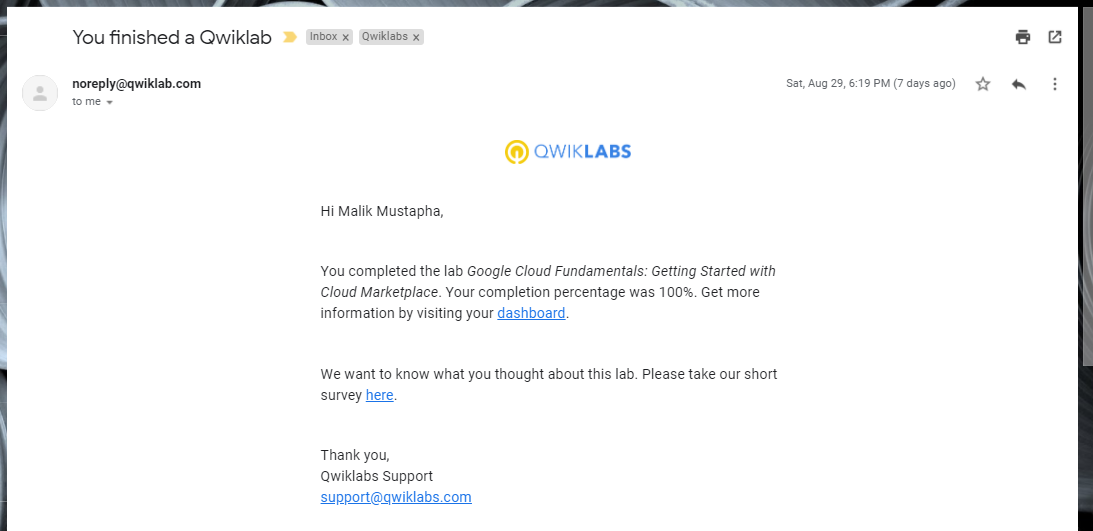 You finished a Qwiklab Inbox x Qwiklabs x
noreply@qwiklab.com Sat, Aug 29, 6:19 PM (7 days ago)
to me
QWIKLABS
Hi Malik Mustapha,
You completed the lab Google Cloud Fundamentals: Getting Started with
Cloud Marketplace. Your completion percentage was 100%. Get more
information by visiting your dashboard.
We want to know what you thought about this lab. Please take our short
survey here.
Thank you,
Qwiklabs Support
support@qwiklabs.com